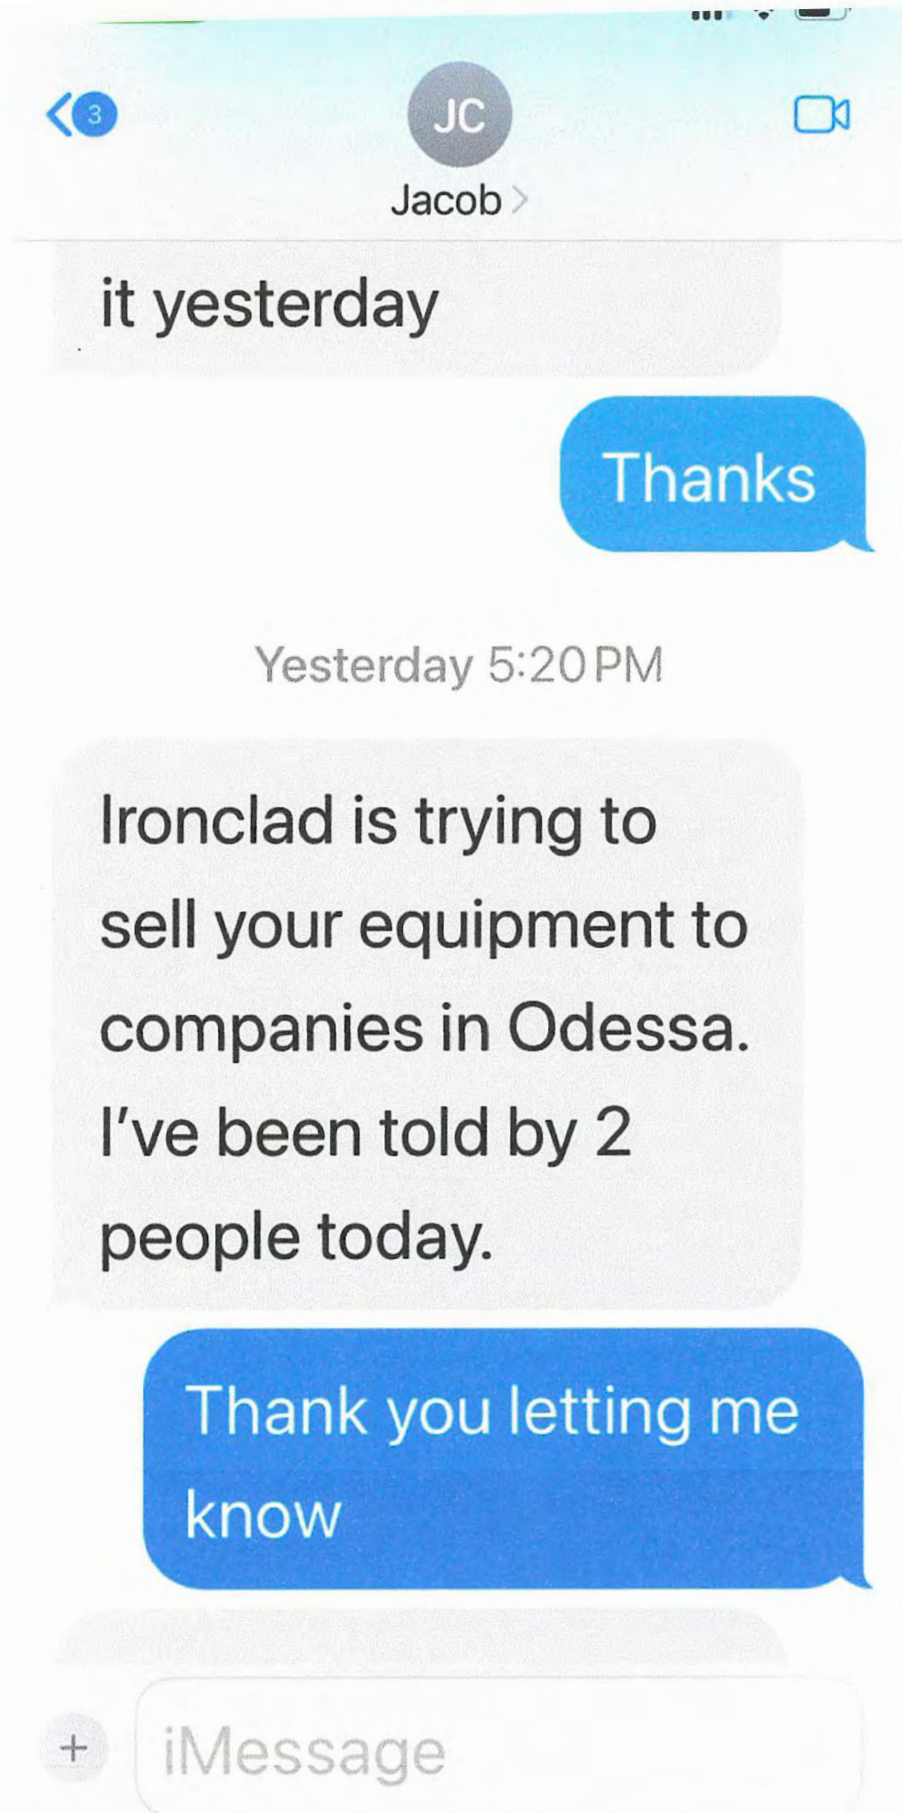 3
JC
Jacob >
it yesterday
Thanks
Yesterday 5:20 PM
Ironclad is trying to
sell your equipment to
companies in Odessa.
I've been told by 2
people today.
Thank you letting me
know
+
iMessage